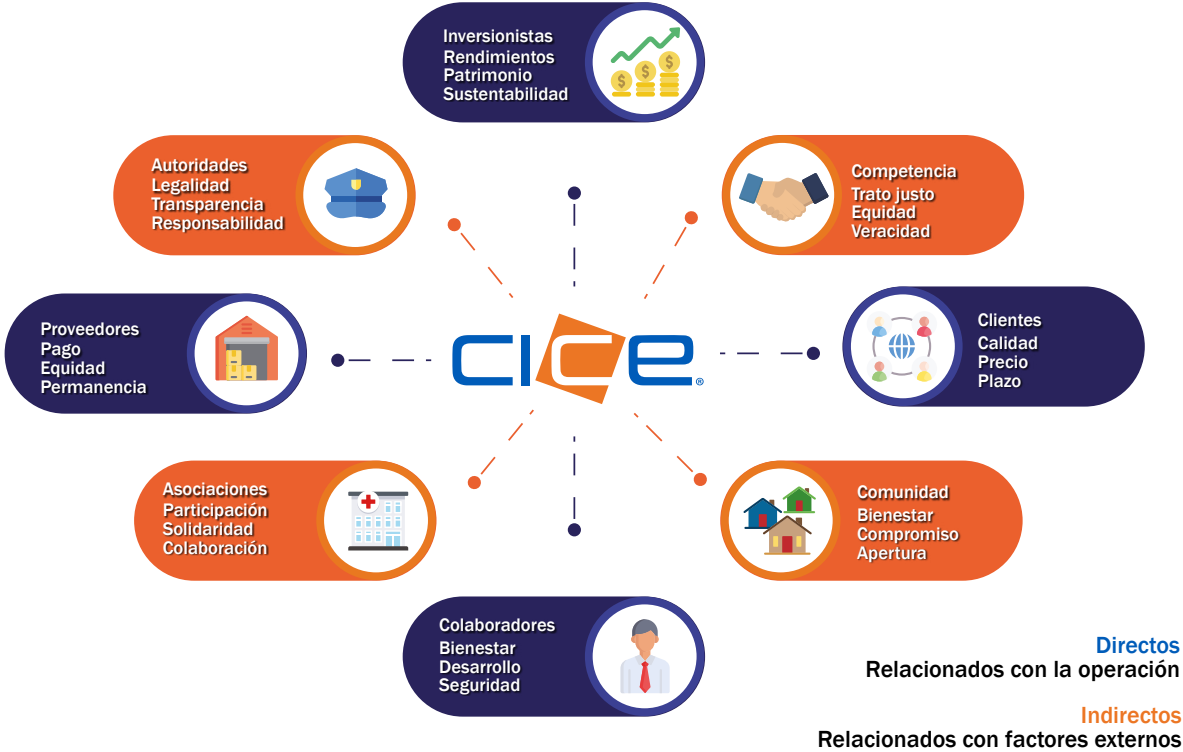 Inversionistas
Rendimientos
Patrimonio
Sustentabilidad
Autoridades
Legalidad
Transparencia
Responsabilidad
Competencia
Trato justo
Equidad
Veracidad
Proveedores
Pago
Equidad
Permanencia
cice®
Clientes
Calidad
Precio
Plazo
Asociaciones
Participación
Solidaridad
Colaboración
Comunidad
Bienestar
Compromiso
Apertura
Colaboradores
Bienestar
Desarrollo
Seguridad
Directos
Relacionados con la operación
Indirectos
Relacionados con factores externos